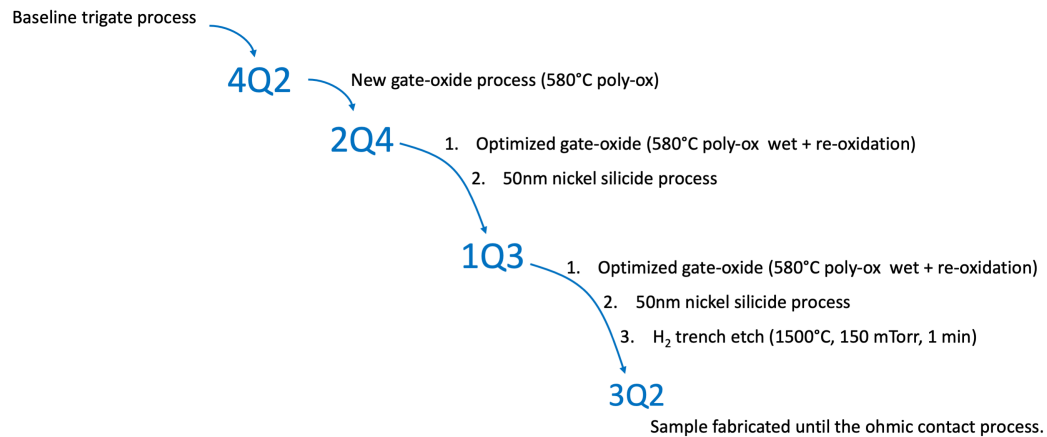 Baseline trigate process
4Q2
New gate-oxide process (580°C poly-ox)
2Q4
1. Optimized gate-oxide (580°C poly-ox wet + re-oxidation)
2. 50nm nickel silicide process
1Q3
1. Optimized gate-oxide (580°C poly-ox wet + re-oxidation)
2. 50nm nickel silicide process
3. H₂ trench etch (1500°C, 150 mTorr, 1 min)
3Q2
Sample fabricated until the ohmic contact process.